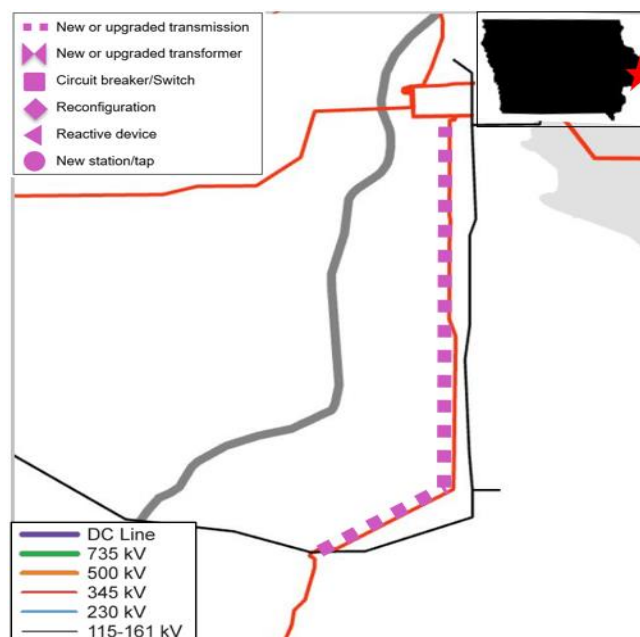 New or upgraded transmission
New or upgraded transformer
Circuit breaker/Switch
Reconfiguration
Reactive device
New station/tap
DC Line
735 kV
500 kV
345 kV
230 kV
115-161 kV